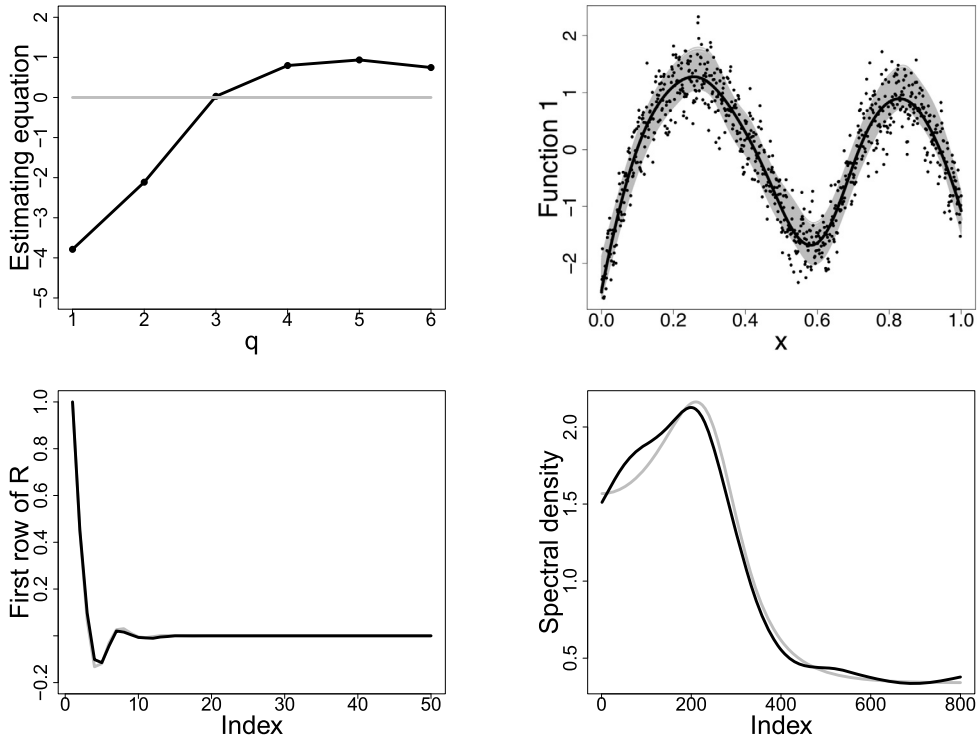 Estimating equation
2
1
0
−1
−2
−3
−4
−5
1 2 3 4 5 6
q
Function 1
2
1
0
−1
−2
0.0 0.2 0.4 0.6 0.8 1.0
x
First row of R
1.0
0.8
0.6
0.4
0.2
−0.2
0 10 20 30 40 50
Index
Spectral density
2.0
1.5
1.0
0.5
0 200 400 600 800
Index